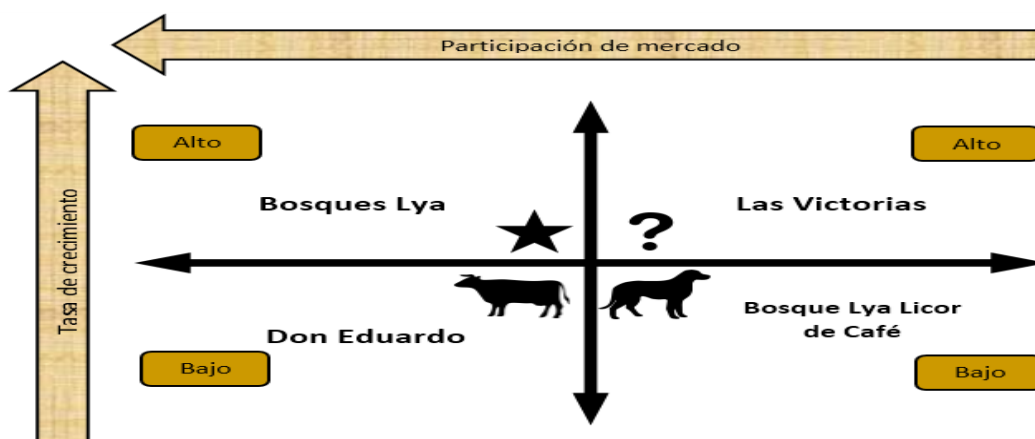 Participación de mercado
Tasa de crecimiento
Alto
Alto
Bosques Lya
Las Victorias
?
Don Eduardo
Bosque Lya Licor
de Café
Bajo
Bajo